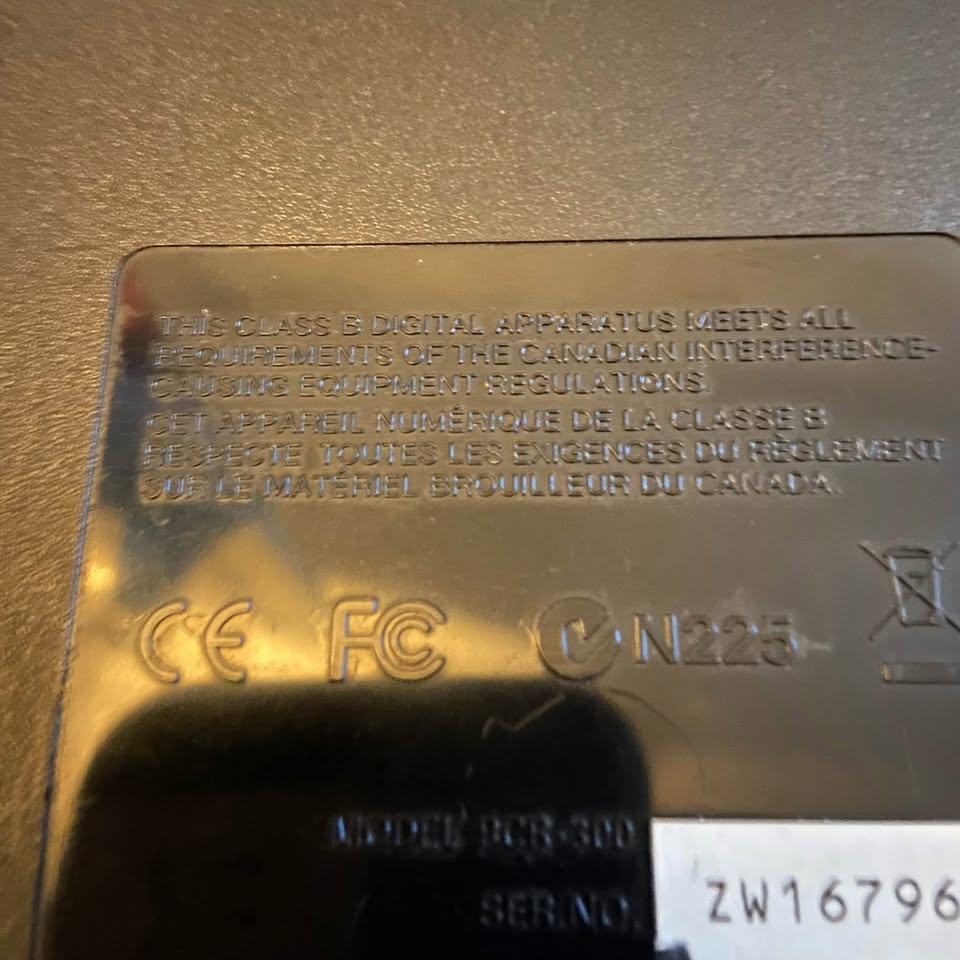 THIS CLASS B DIGITAL APPARATUS MEETS ALL
REQUIREMENTS OF THE CANADIAN INTERFERENCE-
CAUSING EQUIPMENT REGULATIONS.
CET APPAREIL NUMÉRIQUE DE LA CLASSE B
RESPECTE TOUTES LES EXIGENCES DU RÈGLEMENT
SUR LE MATÉRIEL BROUILLEUR DU CANADA.
CE FC N225
MODEL PCR-300
SER.NO. ZW16796